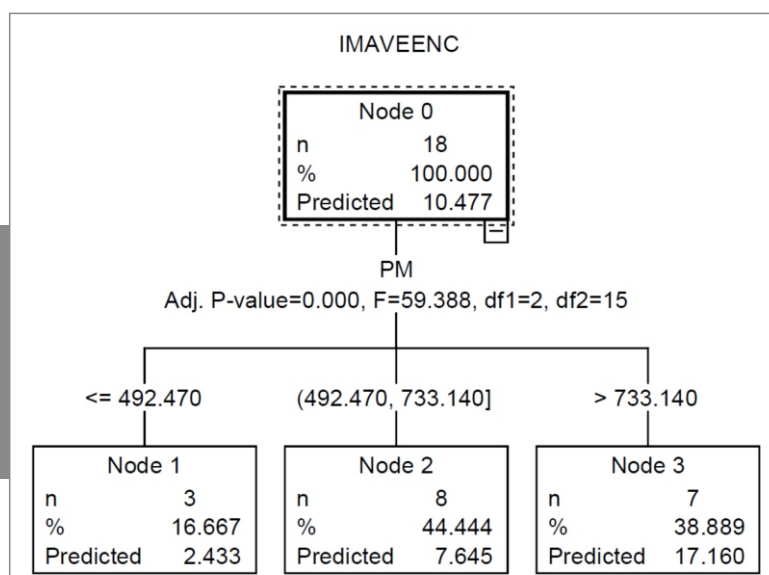 IMAVEENC
Node 0
n 18
% 100.000
Predicted 10.477
PM
Adj. P-value=0.000, F=59.388, df1=2, df2=15
<= 492.470
(492.470, 733.140]
> 733.140
Node 1
n 3
% 16.667
Predicted 2.433
Node 2
n 8
% 44.444
Predicted 7.645
Node 3
n 7
% 38.889
Predicted 17.160